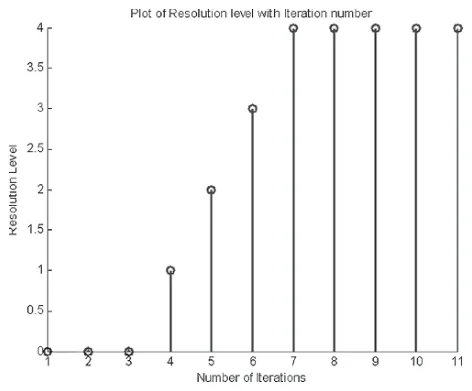 Plot of Resolution level with Iteration number
4
3.5
3
2.5
2
1.5
1
0.5
0
Resolution Level
1 2 3 4 5 6 7 8 9 10 11
Number of Iterations